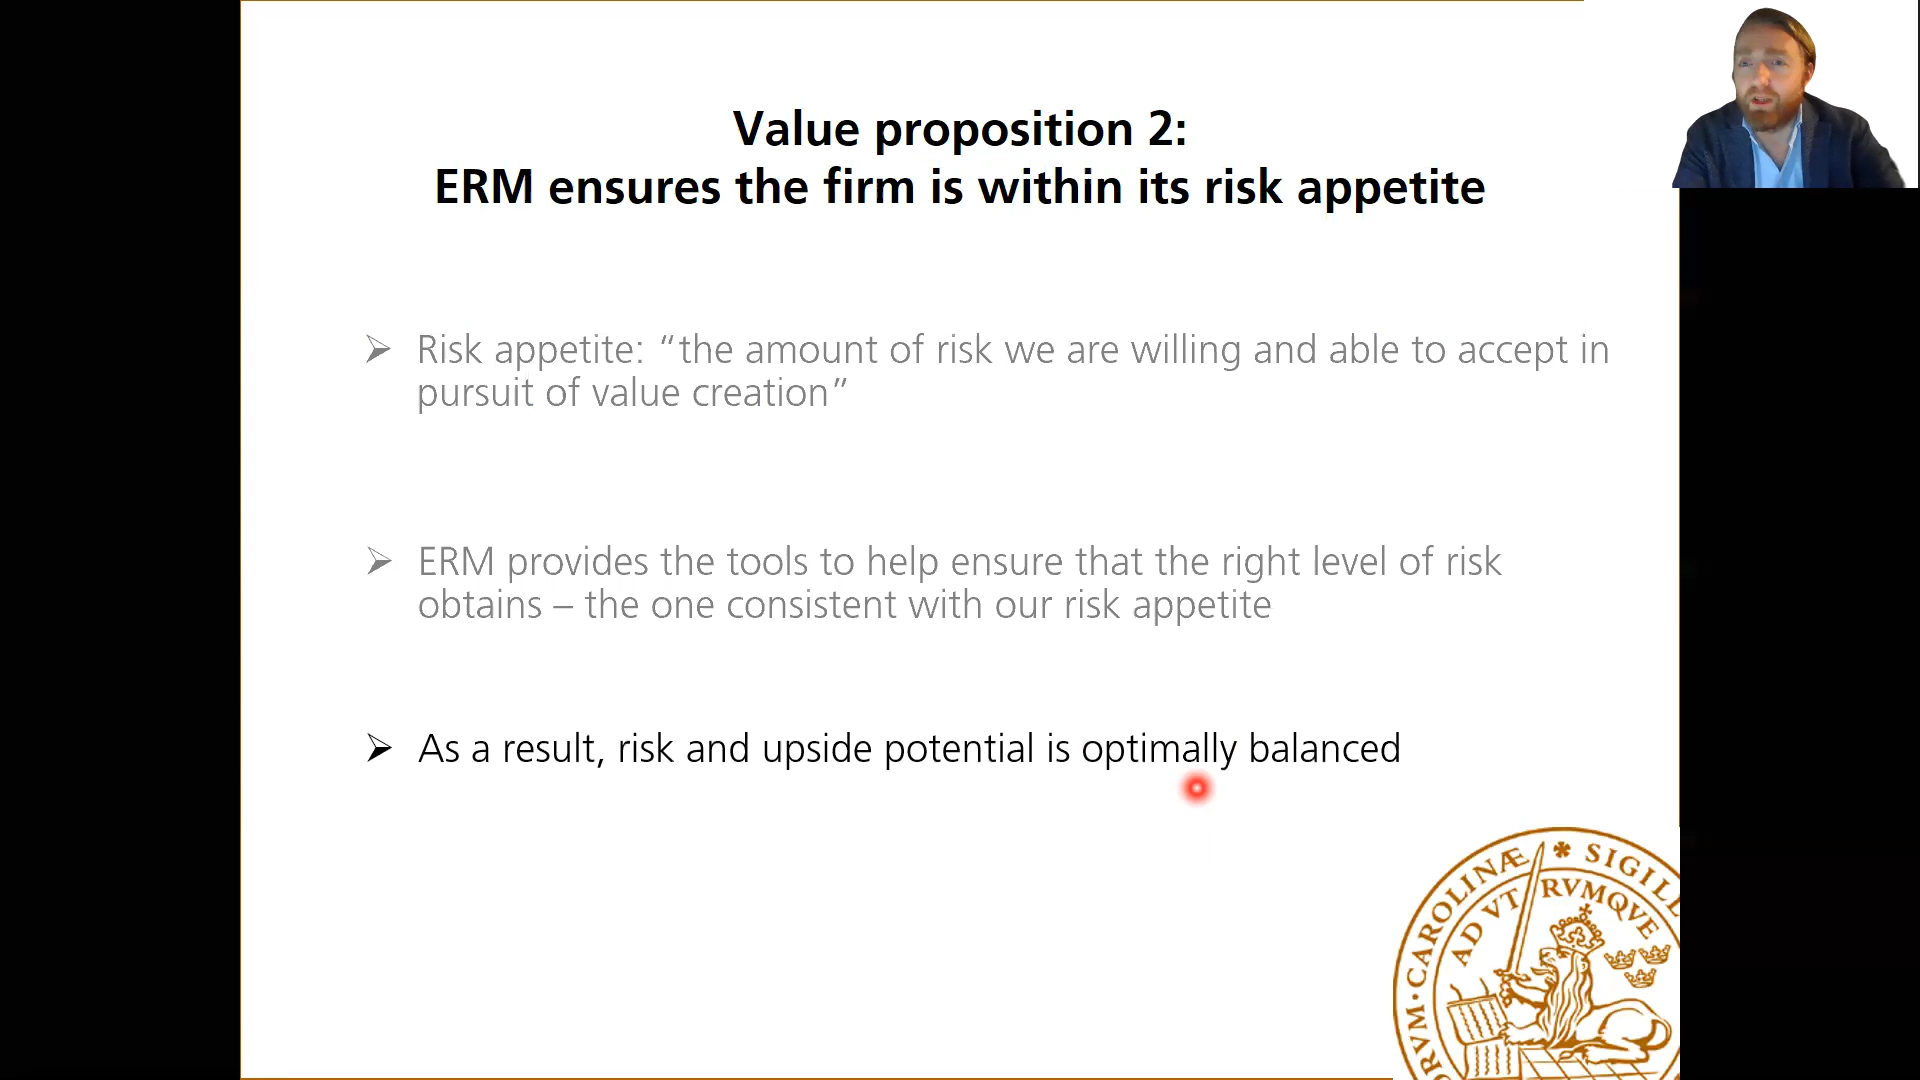 Value proposition 2:
ERM ensures the firm is within its risk appetite
➢ Risk appetite: “the amount of risk we are willing and able to accept in
pursuit of value creation”
➢ ERM provides the tools to help ensure that the right level of risk
obtains – the one consistent with our risk appetite
➢ As a result, risk and upside potential is optimally balanced
ORVM · CAROLINÆ * SIGILL
AD VTRVMQVE